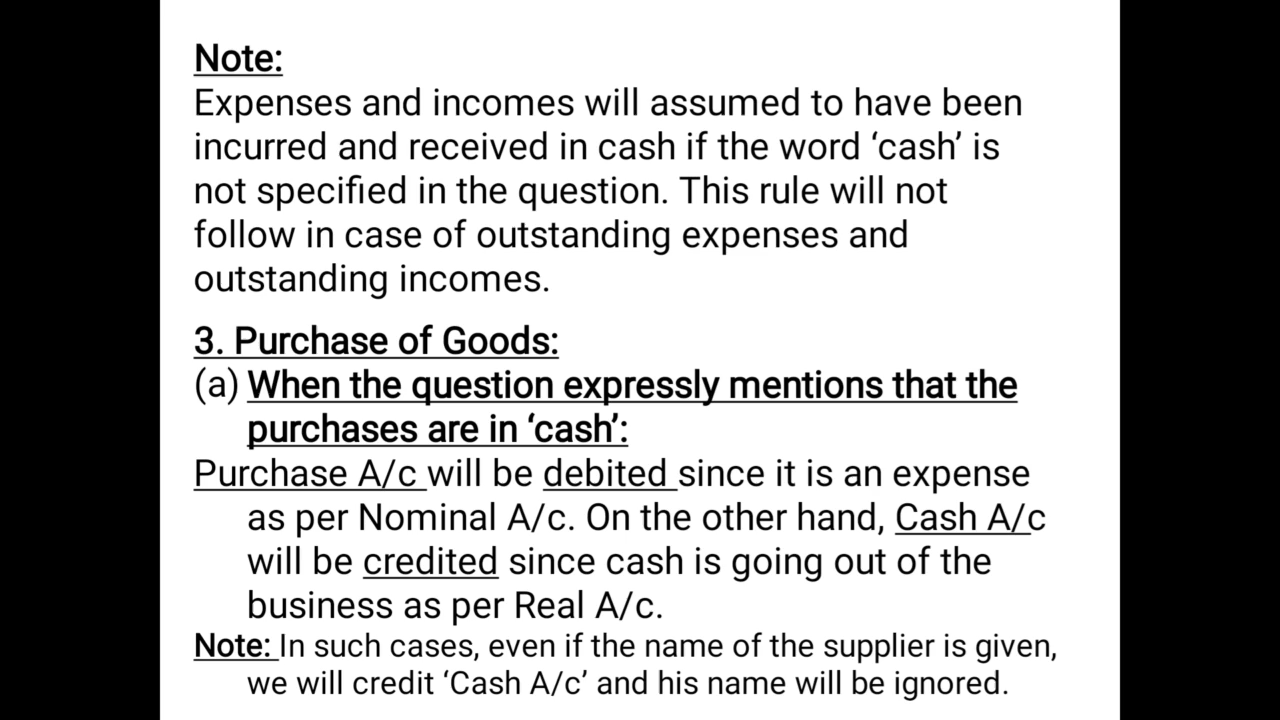 Note:
Expenses and incomes will assumed to have been
incurred and received in cash if the word ‘cash’ is
not specified in the question. This rule will not
follow in case of outstanding expenses and
outstanding incomes.
3. Purchase of Goods:
(a) When the question expressly mentions that the
purchases are in ‘cash’:
Purchase A/c will be debited since it is an expense
as per Nominal A/c. On the other hand, Cash A/c
will be credited since cash is going out of the
business as per Real A/c.
Note: In such cases, even if the name of the supplier is given,
we will credit ‘Cash A/c’ and his name will be ignored.